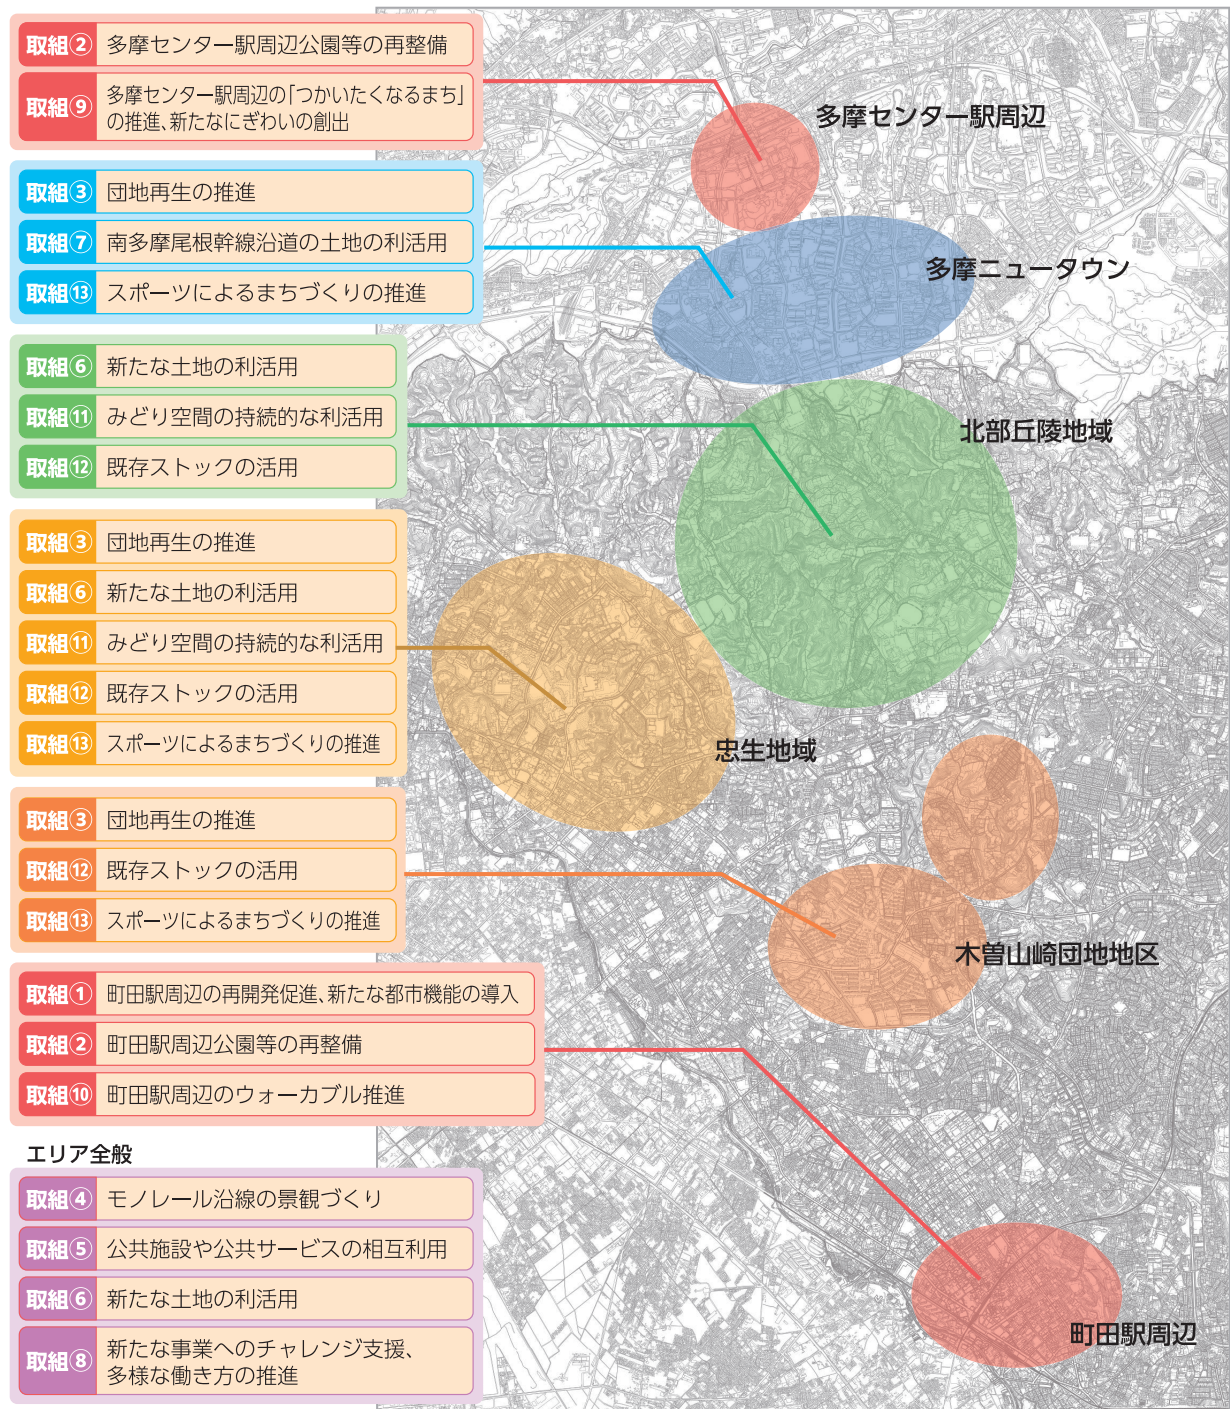 取組② 多摩センター駅周辺公園等の再整備
取組⑨ 多摩センター駅周辺の「つかいたくなるまち」
の推進、新たなにぎわいの創出
多摩センター駅周辺
取組③ 団地再生の推進
取組⑦ 南多摩尾根幹線沿道の土地の利活用
取組⑬ スポーツによるまちづくりの推進
多摩ニュータウン
取組⑥ 新たな土地の利活用
取組⑪ みどり空間の持続的な利活用
取組⑫ 既存ストックの活用
北部丘陵地域
取組③ 団地再生の推進
取組⑥ 新たな土地の利活用
取組⑪ みどり空間の持続的な利活用
取組⑫ 既存ストックの活用
取組⑬ スポーツによるまちづくりの推進
忠生地域
取組③ 団地再生の推進
取組⑫ 既存ストックの活用
取組⑬ スポーツによるまちづくりの推進
木曽山崎団地地区
取組① 町田駅周辺の再開発促進、新たな都市機能の導入
取組② 町田駅周辺公園等の再整備
取組⑩ 町田駅周辺のウォーカブル推進
町田駅周辺
エリア全般
取組④ モノレール沿線の景観づくり
取組⑤ 公共施設や公共サービスの相互利用
取組⑥ 新たな土地の利活用
取組⑧ 新たな事業へのチャレンジ支援、
多様な働き方の推進